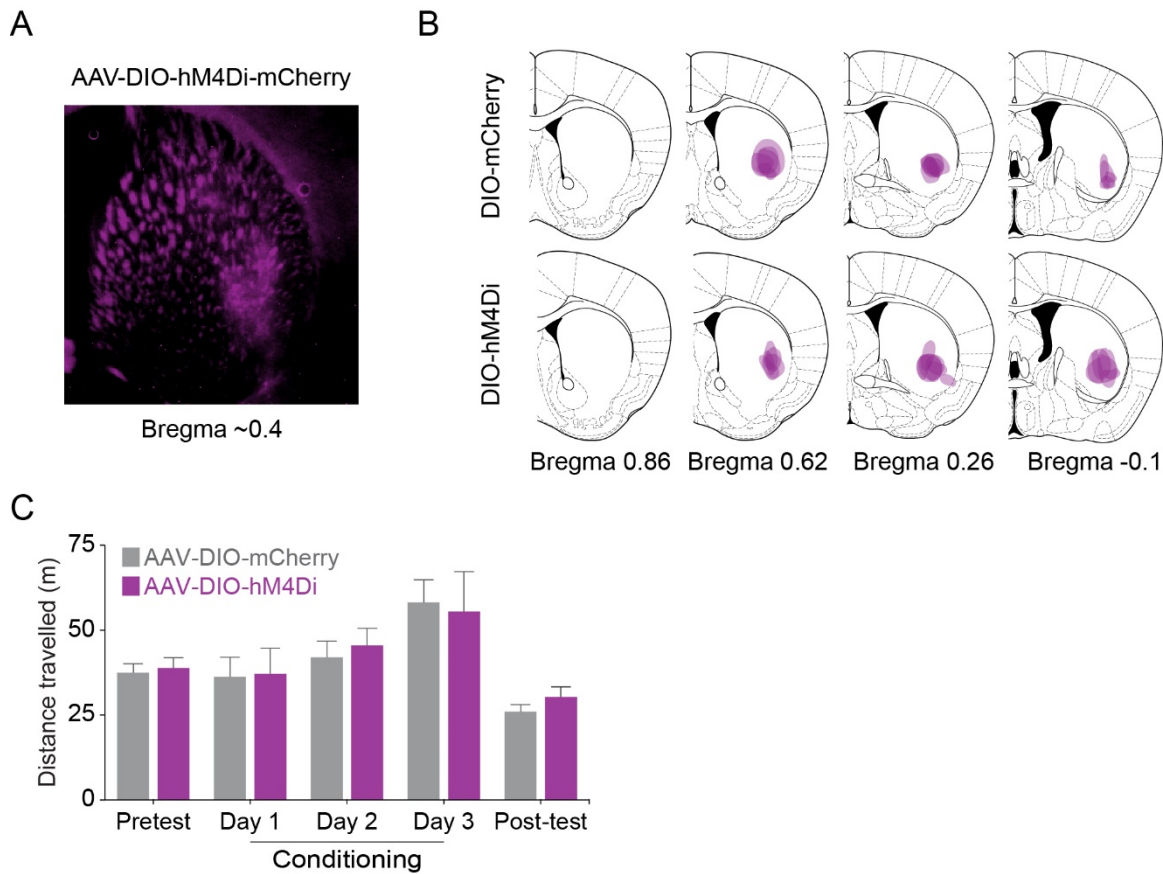 A
AAV-DIO-hM4Di-mCherry
Bregma ~0.4
B
DIO-mCherry
DIO-hM4Di
Bregma 0.86
Bregma 0.62
Bregma 0.26
Bregma -0.1
C
Distance travelled (m)
75
50
25
0
AAV-DIO-mCherry
AAV-DIO-hM4Di
Pretest
Day 1
Day 2
Day 3
Post-test
Conditioning